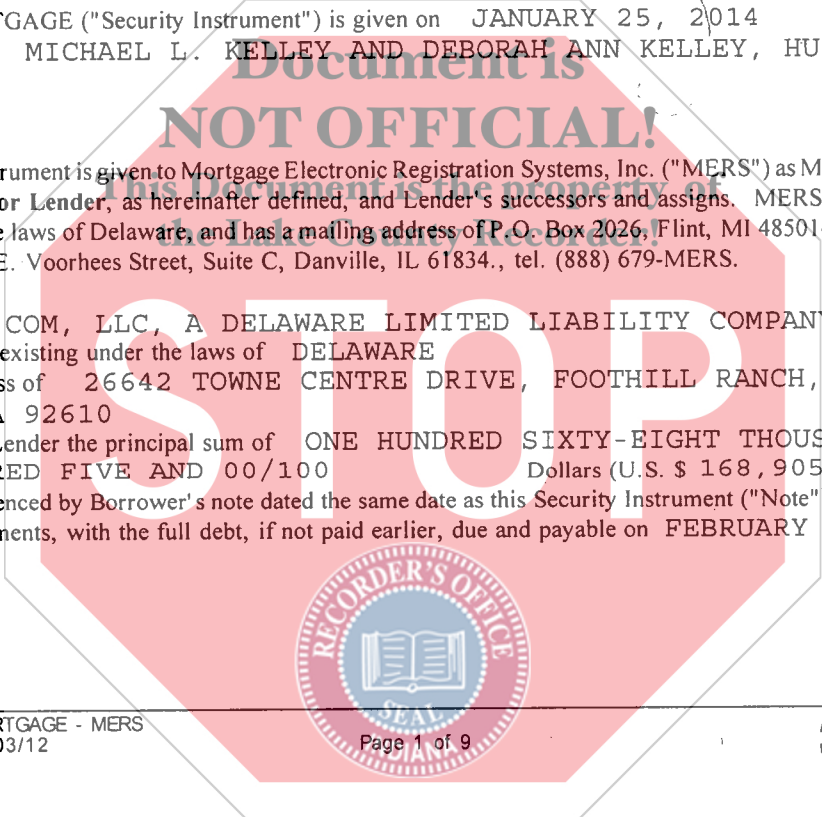 GAGE ("Security Instrument") is given on JANUARY 25, 2014
MICHAEL L. KELLEY AND DEBORAH ANN KELLEY, HU
Document is
NOT OFFICIAL!
rument is given to Mortgage Electronic Registration Systems, Inc. ("MERS") as M
This Document is the property of
or Lender, as hereinafter defined, and Lender's successors and assigns. MERS
the Lake County Recorder!
e laws of Delaware, and has a mailing address of P.O. Box 2026, Flint, MI 48501-
E. Voorhees Street, Suite C, Danville, IL 61834., tel. (888) 679-MERS.
COM, LLC, A DELAWARE LIMITED LIABILITY COMPANY
existing under the laws of DELAWARE
ss of 26642 TOWNE CENTRE DRIVE, FOOTHILL RANCH,
A 92610
STOP
ender the principal sum of ONE HUNDRED SIXTY-EIGHT THOUS
RED FIVE AND 00/100 Dollars (U.S. $ 168,905
enced by Borrower's note dated the same date as this Security Instrument ("Note"
ments, with the full debt, if not paid earlier, due and payable on FEBRUARY
RECORDER'S OFFICE
SEAL
INDIANA
RTGAGE - MERS
03/12 Page 1 of 9